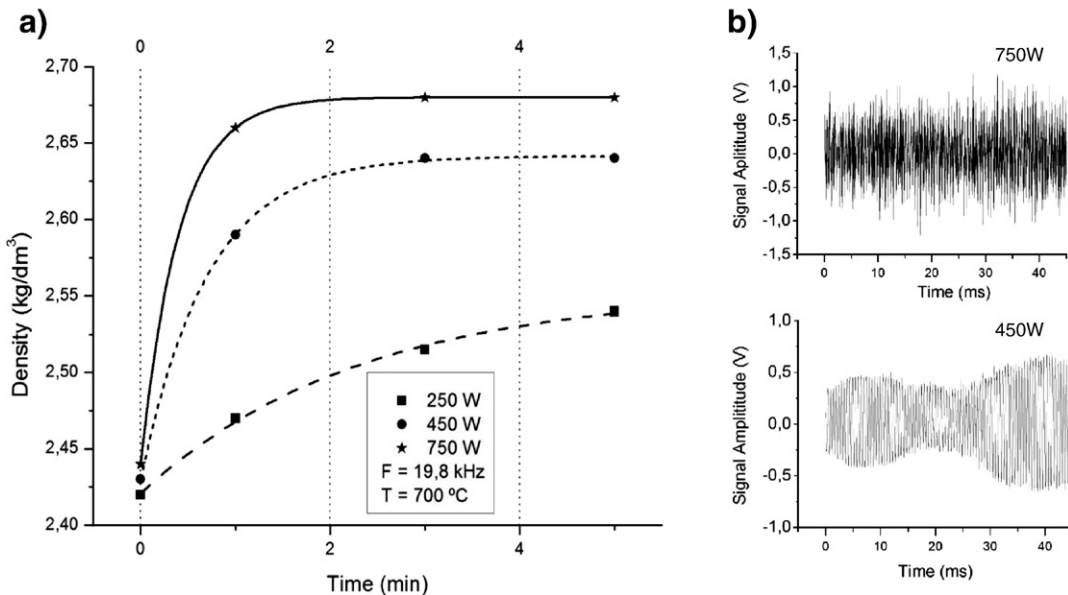 a)
0 2 4
2,70
2,65
2,60
2,55
2,50
2,45
2,40
Density (kg/dm³)
250 W
450 W
750 W
F = 19,8 kHz
T = 700 ºC
0 2 4
Time (min)
b)
750W
1,5
1,0
0,5
0,0
-0,5
-1,0
-1,5
Signal Aplititude (V)
0 10 20 30 40
Time (ms)
450W
1,0
0,5
0,0
-0,5
-1,0
Signal Amplititude (V)
0 10 20 30 40
Time (ms)